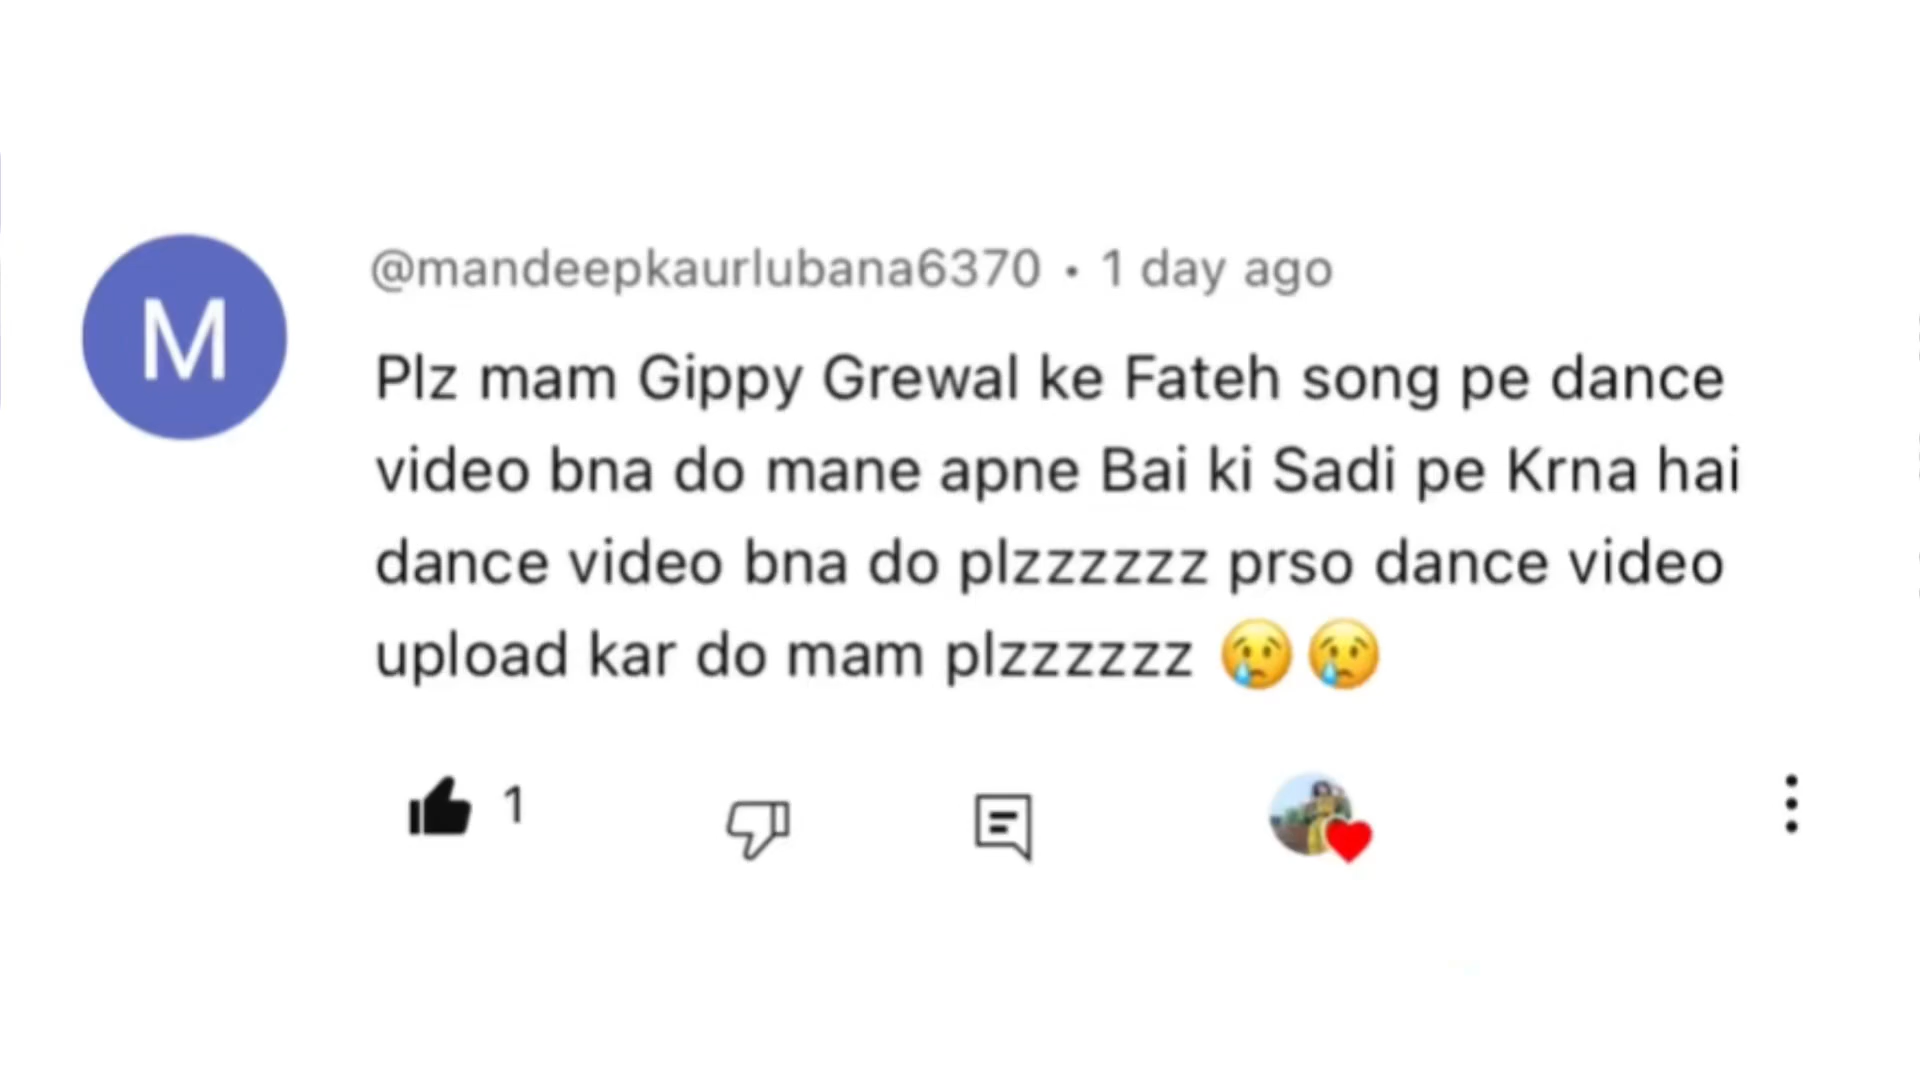 M
@mandeepkaurlubana6370 • 1 day ago
Plz mam Gippy Grewal ke Fateh song pe dance
video bna do mane apne Bai ki Sadi pe Krna hai
dance video bna do plzzzzzz prso dance video
upload kar do mam plzzzzzz 😢😢
1